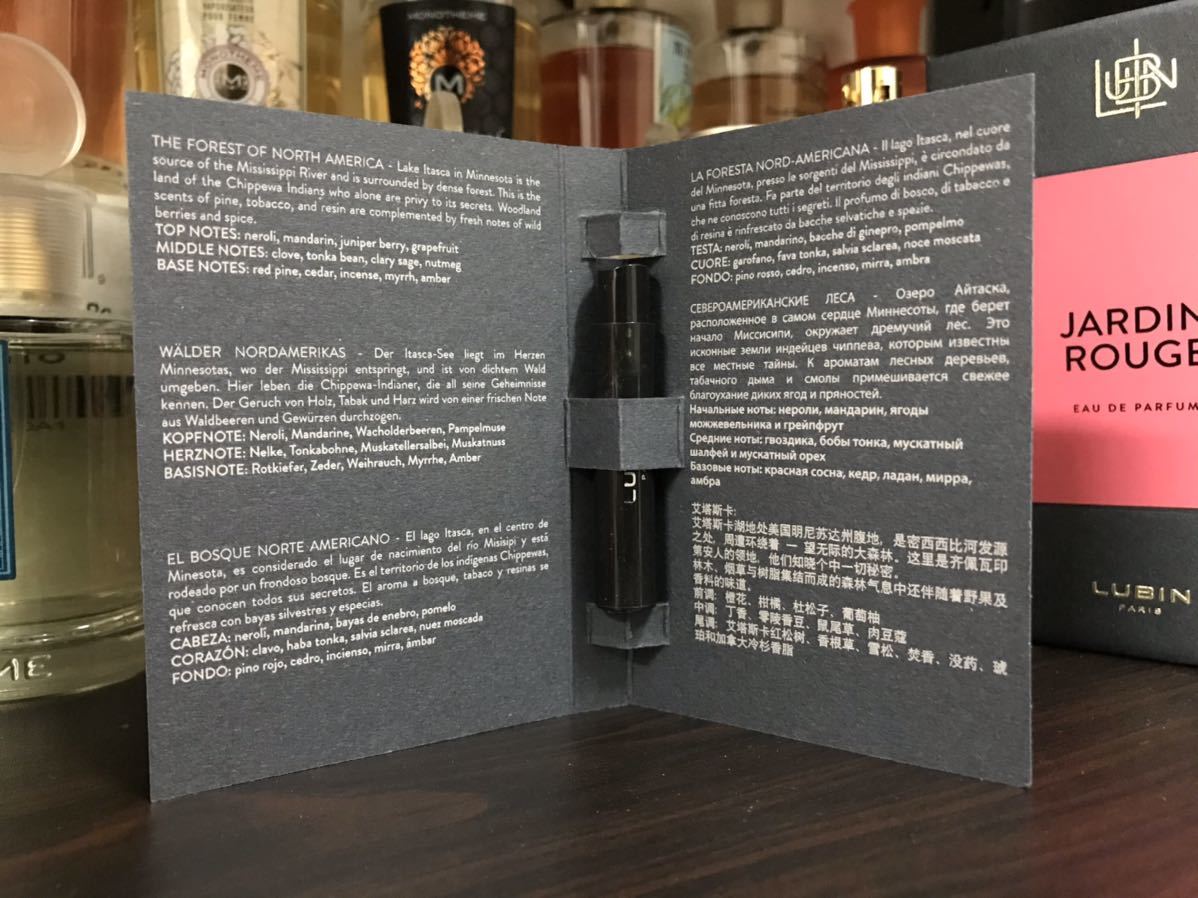 THE FOREST OF NORTH AMERICA - Lake Itasca in Minnesota is the
source of the Mississippi River and is surrounded by dense forest. This is the
land of the Chippewa Indians who alone are privy to its secrets. Woodland
scents of pine, tobacco, and resin are complemented by fresh notes of wild
berries and spice.
TOP NOTES: neroli, mandarin, juniper berry, grapefruit
MIDDLE NOTES: clove, tonka bean, clary sage, nutmeg
BASE NOTES: red pine, cedar, incense, myrrh, amber
WÄLDER NORDAMERIKAS - Der Itasca-See liegt im Herzen
Minnesotas, wo der Mississippi entspringt, und ist von dichtem Wald
umgeben. Hier leben die Chippewa-Indianer, die all seine Geheimnisse
kennen. Der Geruch von Holz, Tabak und Harz wird von einer frischen Note
aus Waldbeeren und Gewürzen durchzogen.
KOPFNOTE: Neroli, Mandarine, Wacholderbeeren, Pampelmuse
HERZNOTE: Nelke, Tonkabohne, Muskatellersalbei, Muskatnuss
BASISNOTE: Rotkiefer, Zeder, Weihrauch, Myrrhe, Amber
EL BOSQUE NORTE AMERICANO - El lago Itasca, en el centro de
Minesota, es considerado el lugar de nacimiento del río Misisipi y está
rodeado por un frondoso bosque. Es el territorio de los indígenas Chippewas,
que conocen todos sus secretos. El aroma a bosque, tabaco y resinas se
refresca con bayas silvestres y especias.
CABEZA: neroli, mandarina, bayas de enebro, pomelo
CORAZÓN: clavo, haba tonka, salvia sclarea, nuez moscada
FONDO: pino rojo, cedro, incienso, mirra, ámbar
LA FORESTA NORD-AMERICANA - Il lago Itasca, nel cuore
del Minnesota, presso le sorgenti del Mississippi, è circondato da
una fitta foresta. Fa parte del territorio degli indiani Chippewas,
che ne conoscono tutti i segreti. Il profumo di bosco, di tabacco e
di resina è rinfrescato da bacche selvatiche e spezie.
TESTA: neroli, mandarino, bacche di ginepro, pompelmo
CUORE: garofano, fava tonka, salvia sclarea, noce moscata
FONDO: pino rosso, cedro, incenso, mirra, ambra
СЕВЕРОАМЕРИКАНСКИЕ ЛЕСА - Озеро Айтаска,
расположенное в самом сердце Миннесоты, где берет
начало Миссисипи, окружает дремучий лес. Это
исконные земли индейцев чиппева, которым известны
все местные тайны. К ароматам лесных деревьев,
табачного дыма и смолы примешивается свежее
благоухание диких ягод и пряностей.
Начальные ноты: нероли, мандарин, ягоды
можжевельника и грейпфрут
Средние ноты: гвоздика, бобы тонка, мускатный
шалфей и мускатный орех
Базовые ноты: красная сосна, кедр, ладан, мирра,
амбра
艾塔斯卡:
艾塔斯卡湖地处美国明尼苏达州腹地，是密西西比河发源
之处，周遭环绕着一望无际的大森林。这里是齐佩瓦印
第安人的领地，他们知晓个中一切秘密。
林木、烟草与树脂集结而成的森林气息中还伴随着野果及
香料的味道。
前调：橙花、柑橘、杜松子、葡萄柚
中调：丁香、零陵香豆、鼠尾草、肉豆蔻
尾调：艾塔斯卡红松树、香根草、雪松、焚香、没药、琥
珀和加拿大冷杉香脂
LU
MONOTHEME
M
LUBIN
JARDIN
ROUGE
EAU DE PARFUM
LUBIN
PARIS